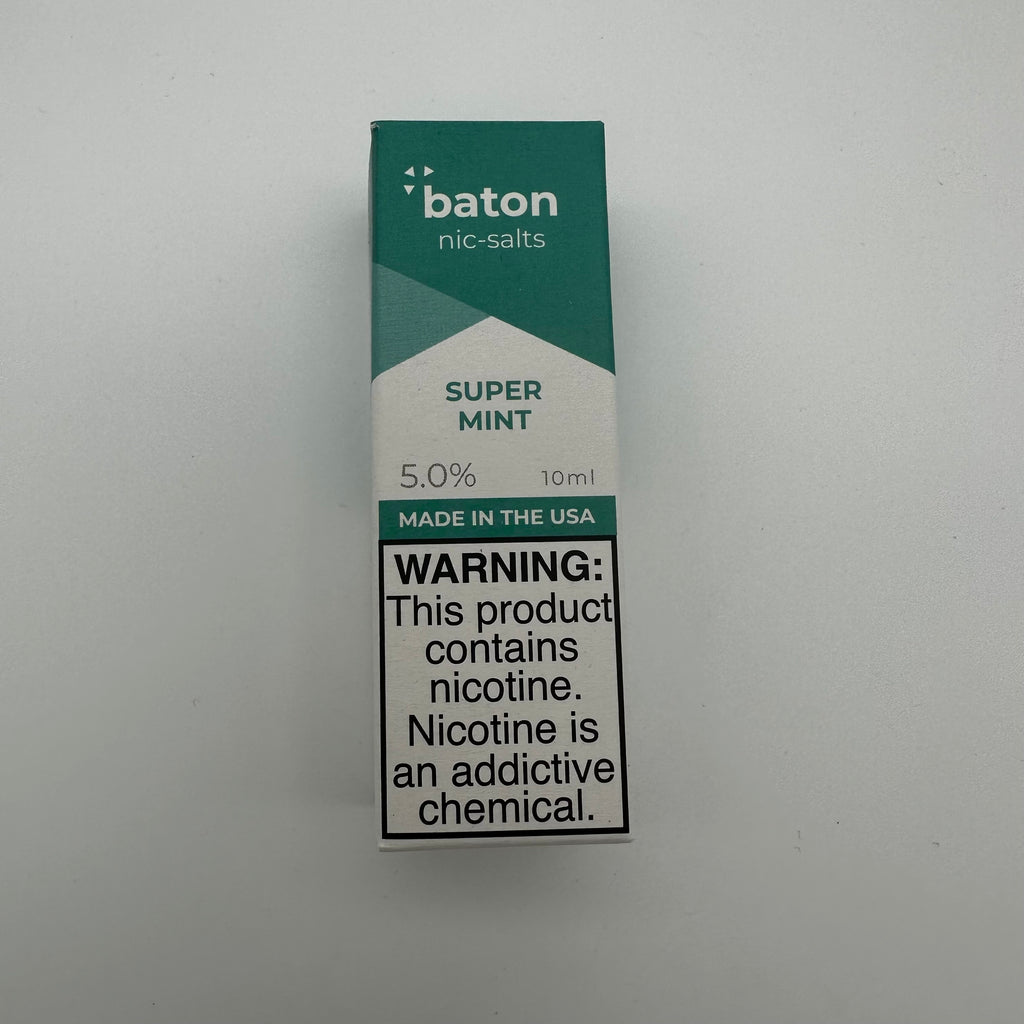 baton
nic-salts
SUPER
MINT
5.0% 10ml
MADE IN THE USA
WARNING:
This product
contains
nicotine.
Nicotine is
an addictive
chemical.